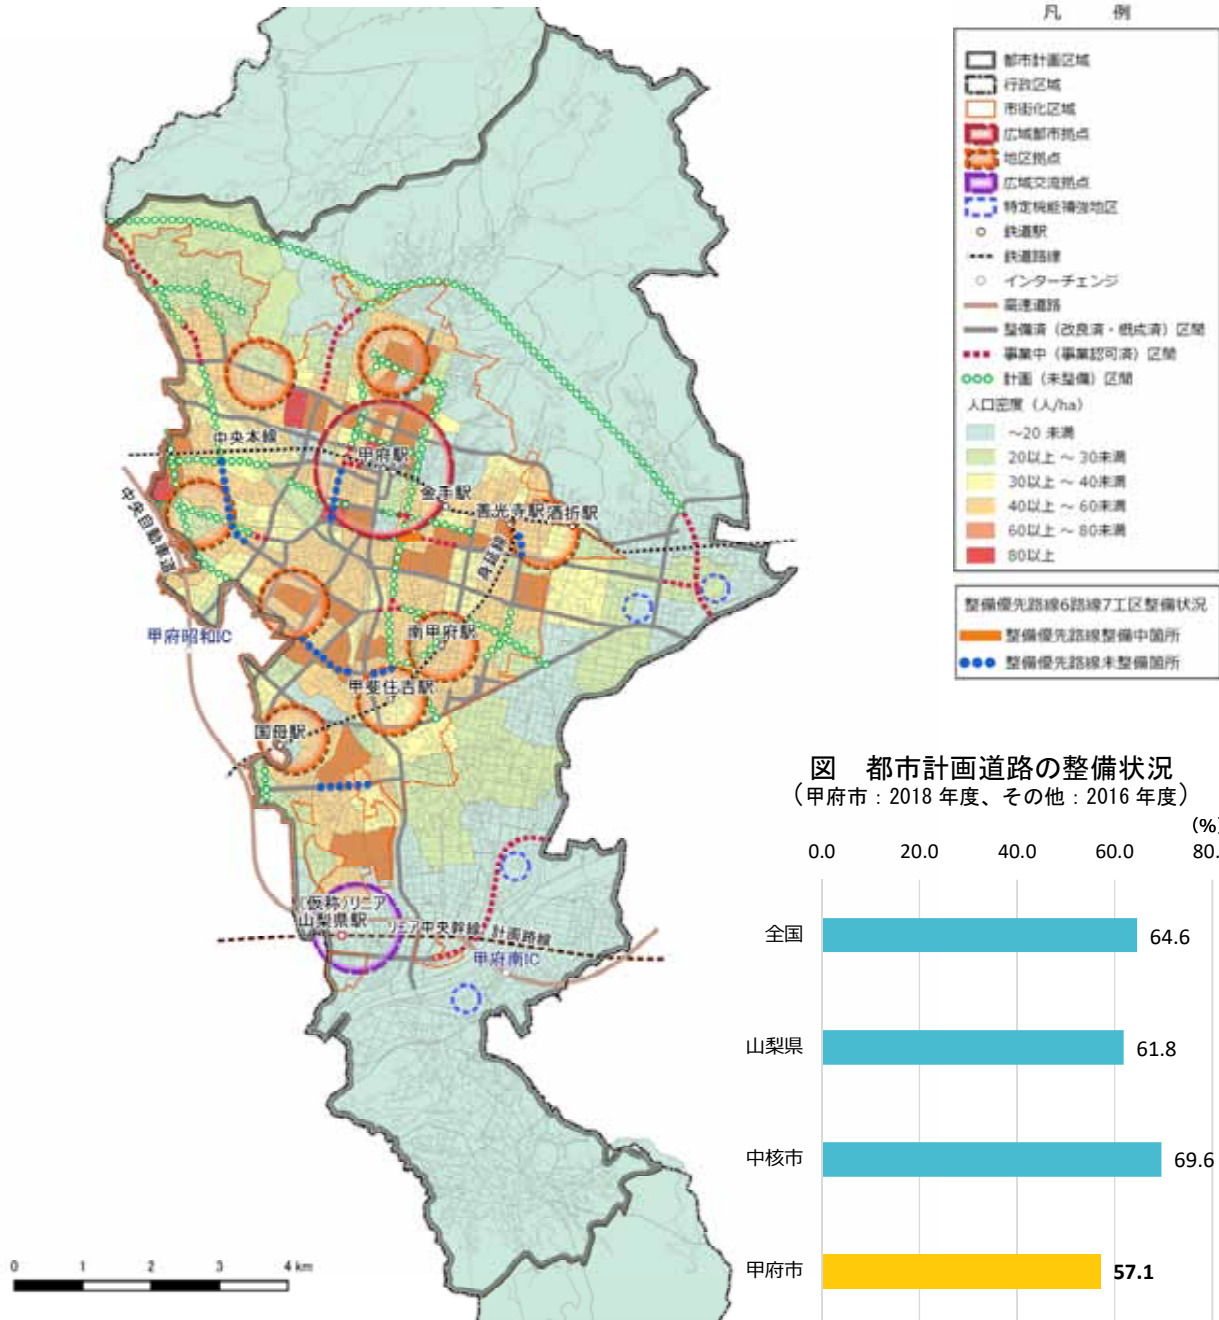 凡 例
都市計画区域
行政区域
市街化区域
広域都市拠点
地区拠点
広域交流拠点
特定機能補強地区
鉄道駅
鉄道路線
インターチェンジ
高速道路
整備済（改良済・概成済）区間
事業中（事業認可済）区間
計画（未整備）区間
人口密度（人/ha）
～20 未満
20以上 ～ 30未満
30以上 ～ 40未満
40以上 ～ 60未満
60以上 ～ 80未満
80以上
整備優先路線6路線7工区整備状況
整備優先路線整備中箇所
整備優先路線未整備箇所
中央本線
甲府駅
金手駅
善光寺駅
酒折駅
身延線
中央自動車道
甲府昭和IC
南甲府駅
甲斐住吉駅
国母駅
(仮称)リニア
山梨県駅
リニア中央幹線 計画路線
甲府南IC
0 1 2 3 4 km
図 都市計画道路の整備状況
（甲府市：2018 年度、その他：2016 年度）
(%)
0.0 20.0 40.0 60.0 80.
全国 64.6
山梨県 61.8
中核市 69.6
甲府市 57.1